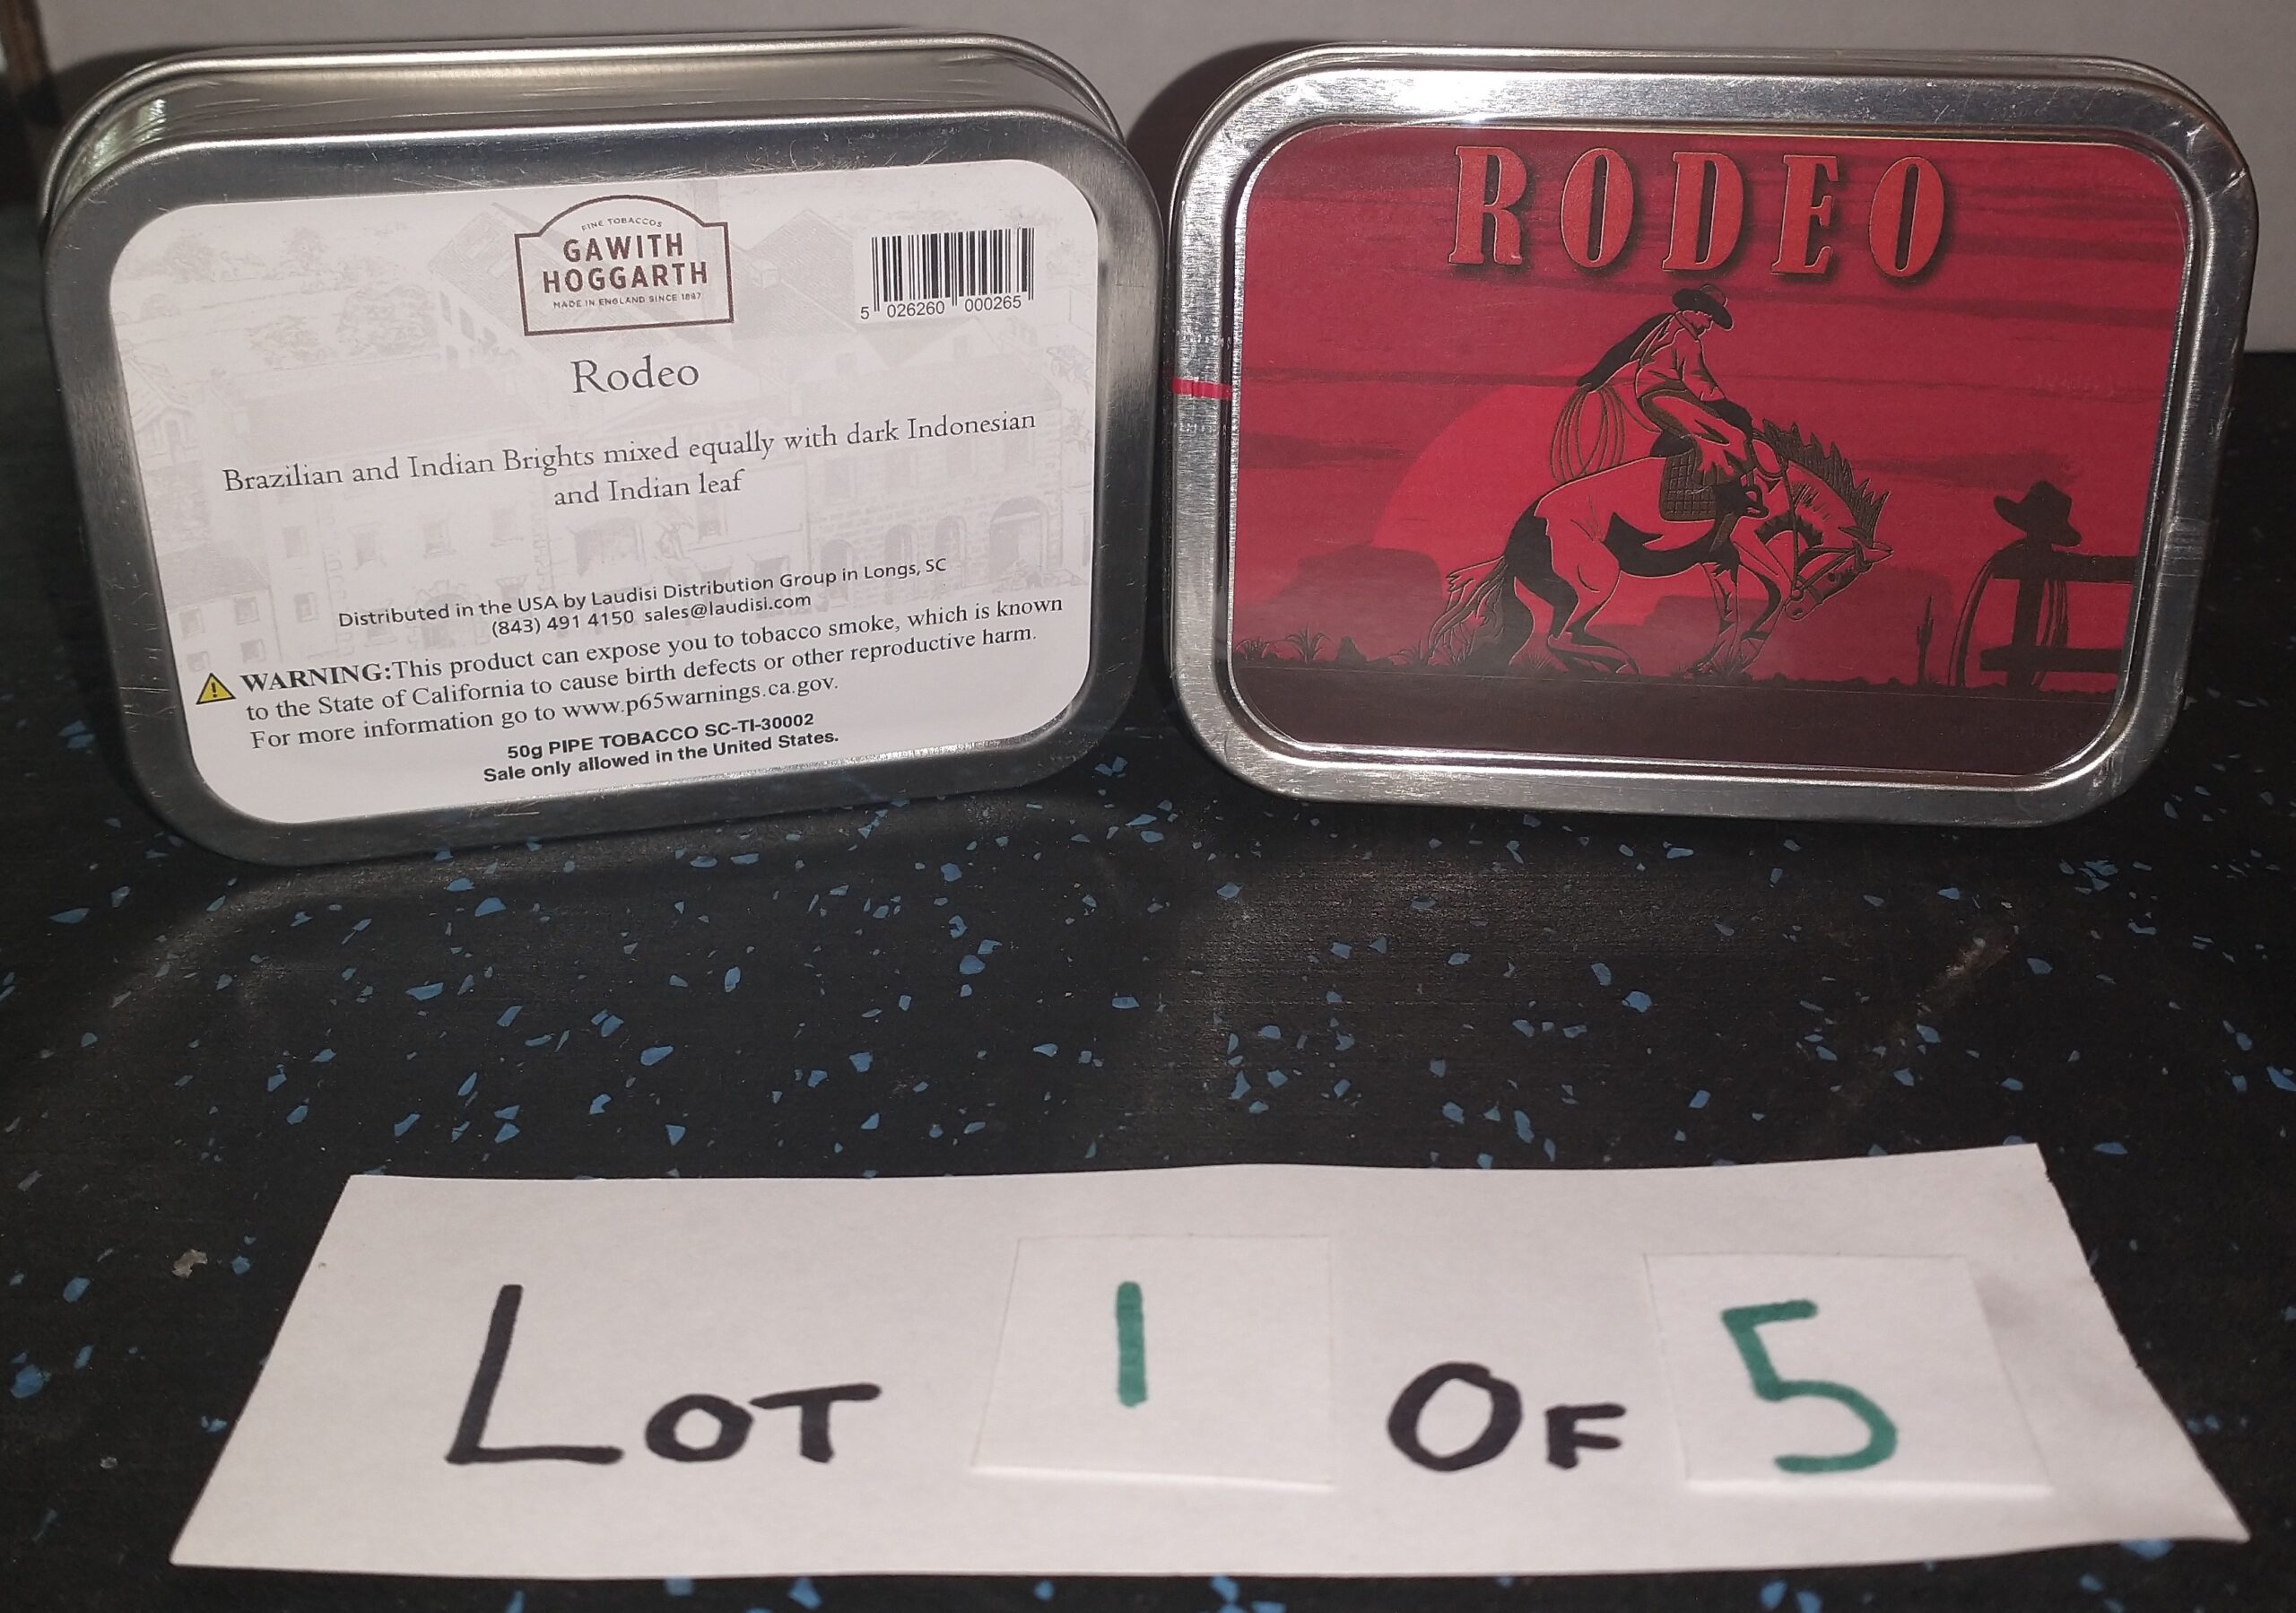 FINE TOBACCOS
GAWITH
HOGGARTH
MADE IN ENGLAND SINCE 1887
5 026260 000265
Rodeo
Brazilian and Indian Brights mixed equally with dark Indonesian
and Indian leaf
Distributed in the USA by Laudisi Distribution Group in Longs, SC
(843) 491 4150 sales@laudisi.com
WARNING:This product can expose you to tobacco smoke, which is known
to the State of California to cause birth defects or other reproductive harm.
For more information go to www.p65warnings.ca.gov.
50g PIPE TOBACCO SC-TI-30002
Sale only allowed in the United States.
RODEO
LOT 1 OF 5